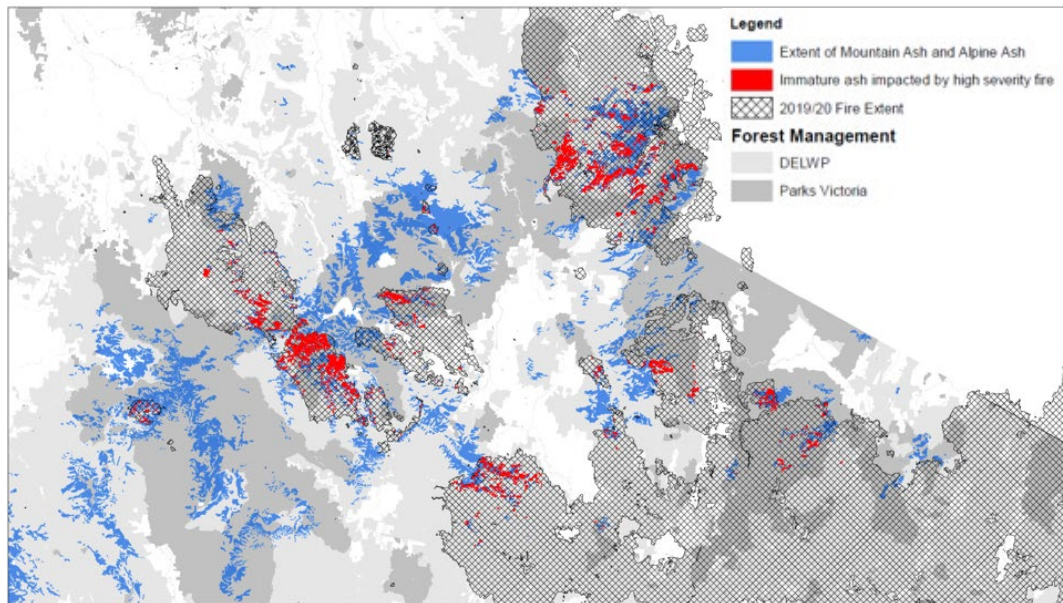 Legend
Extent of Mountain Ash and Alpine Ash
Immature ash impacted by high severity fire
2019/20 Fire Extent
Forest Management
DELWP
Parks Victoria